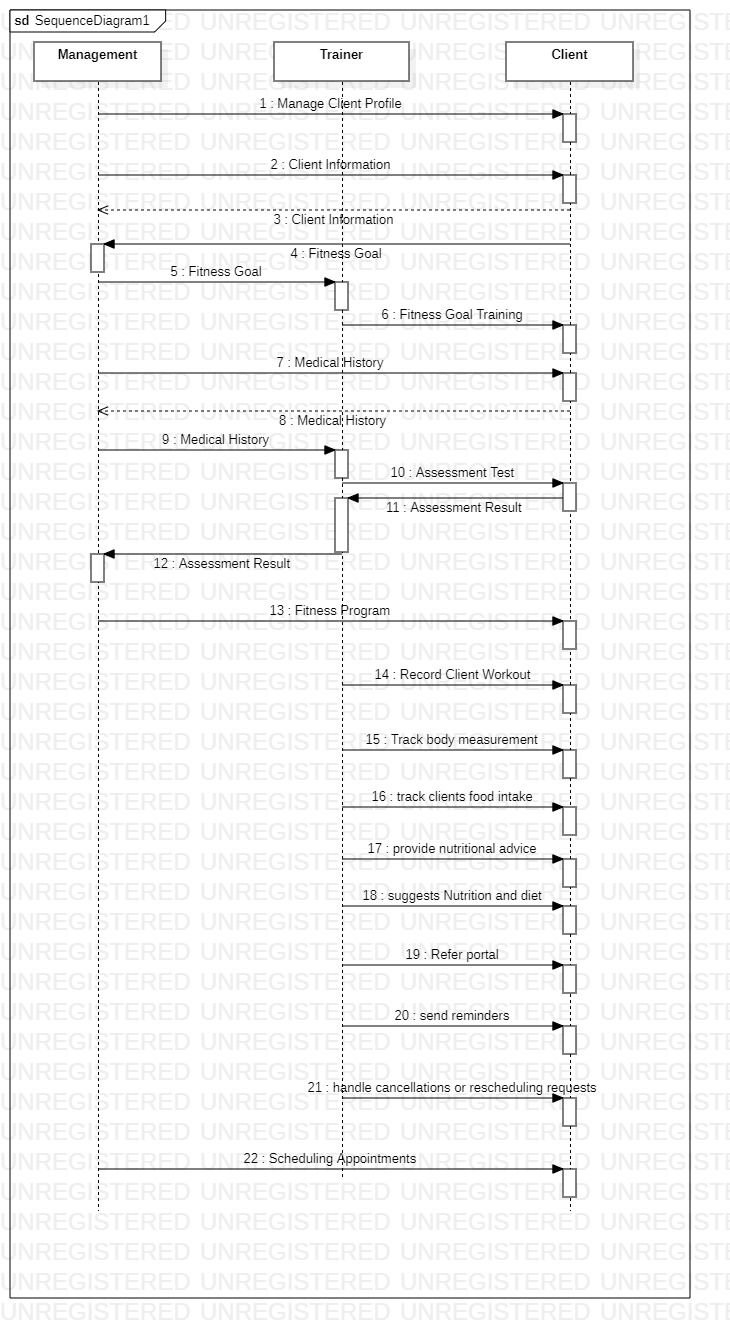 sd SequenceDiagram1
Management
Trainer
Client
1 : Manage Client Profile
2 : Client Information
3 : Client Information
4 : Fitness Goal
5 : Fitness Goal
6 : Fitness Goal Training
7 : Medical History
8 : Medical History
9 : Medical History
10 : Assessment Test
11 : Assessment Result
12 : Assessment Result
13 : Fitness Program
14 : Record Client Workout
15 : Track body measurement
16 : track clients food intake
17 : provide nutritional advice
18 : suggests Nutrition and diet
19 : Refer portal
20 : send reminders
21 : handle cancellations or rescheduling requests
22 : Scheduling Appointments
UNREGISTERED